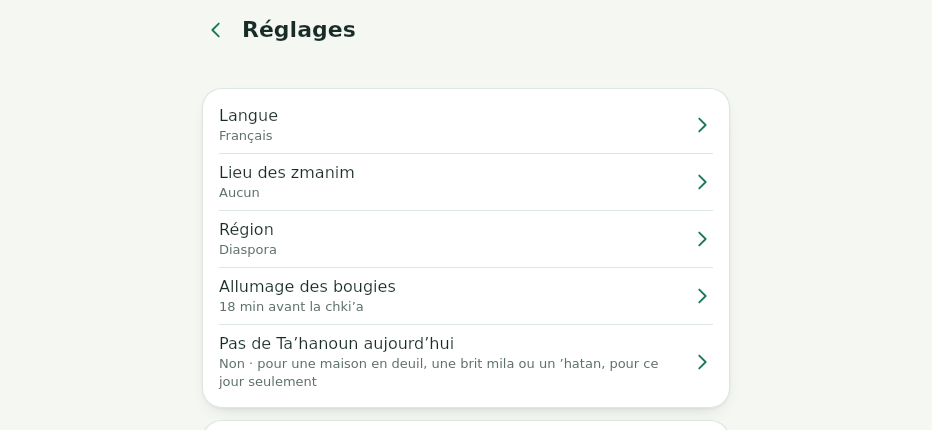 Réglages
Langue
Français
Lieu des zmanim
Aucun
Région
Diaspora
Allumage des bougies
18 min avant la chki’a
Pas de Ta’hanoun aujourd’hui
Non · pour une maison en deuil, une brit mila ou un ’hatan, pour ce
jour seulement